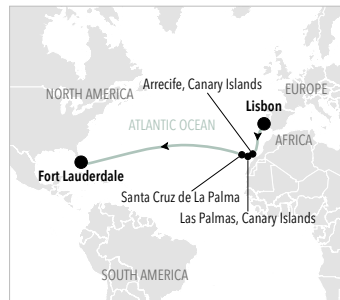 Arrecife, Canary Islands
EUROPE
NORTH AMERICA
Lisbon
ATLANTIC OCEAN
AFRICA
Fort Lauderdale
Santa Cruz de La Palma
Las Palmas, Canary Islands
SOUTH AMERICA